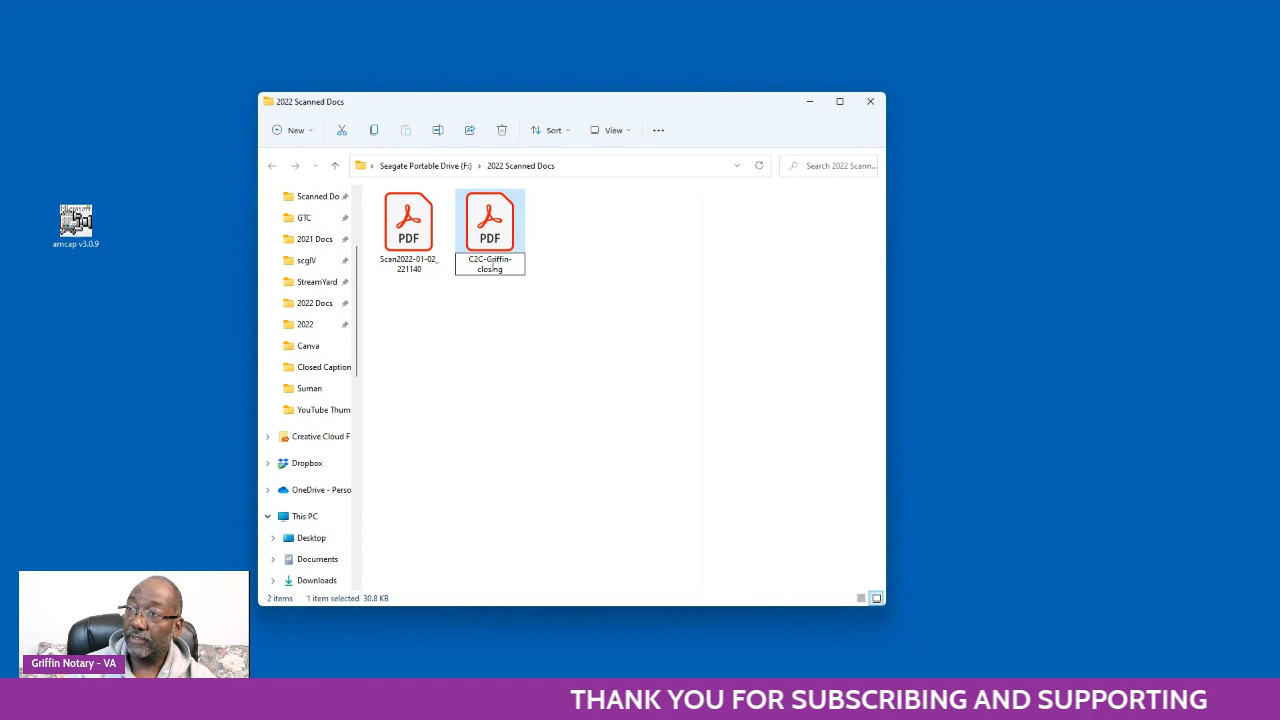 2022 Scanned Docs
New
Sort
View
Seagate Portable Drive (F:)
2022 Scanned Docs
Search 2022 Scann...
Scanned Do
GTC
2021 Docs
scgIV
StreamYard
2022 Docs
2022
Canva
Closed Caption
Suman
YouTube Thum
Creative Cloud F
Dropbox
OneDrive - Perso
This PC
Desktop
Documents
Downloads
PDF
Scan2022-01-02_
221140
PDF
C2C-Griffin-
closing
2 items
1 item selected 30.8 KB
Microsoft
amcap v3.0.9
Griffin Notary - VA
THANK YOU FOR SUBSCRIBING AND SUPPORTING